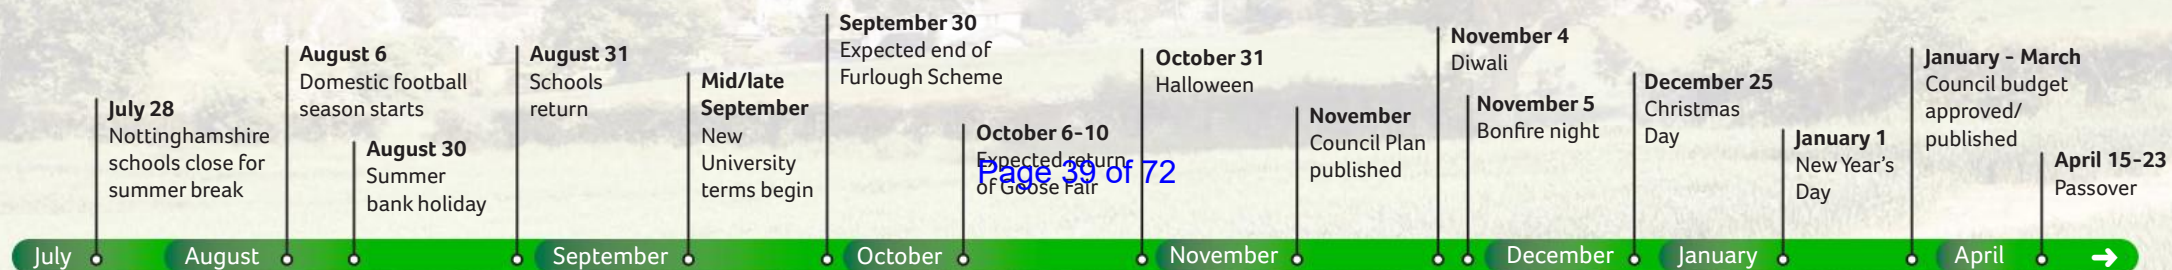 July 28
Nottinghamshire
schools close for
summer break
August 6
Domestic football
season starts
August 30
Summer
bank holiday
August 31
Schools
return
Mid/late
September
New
University
terms begin
September 30
Expected end of
Furlough Scheme
October 6-10
Expected return
of Goose Fair
Page 39 of 72
October 31
Halloween
November
Council Plan
published
November 4
Diwali
November 5
Bonfire night
December 25
Christmas
Day
January 1
New Year's
Day
January - March
Council budget
approved/
published
April 15-23
Passover
July
August
September
October
November
December
January
April